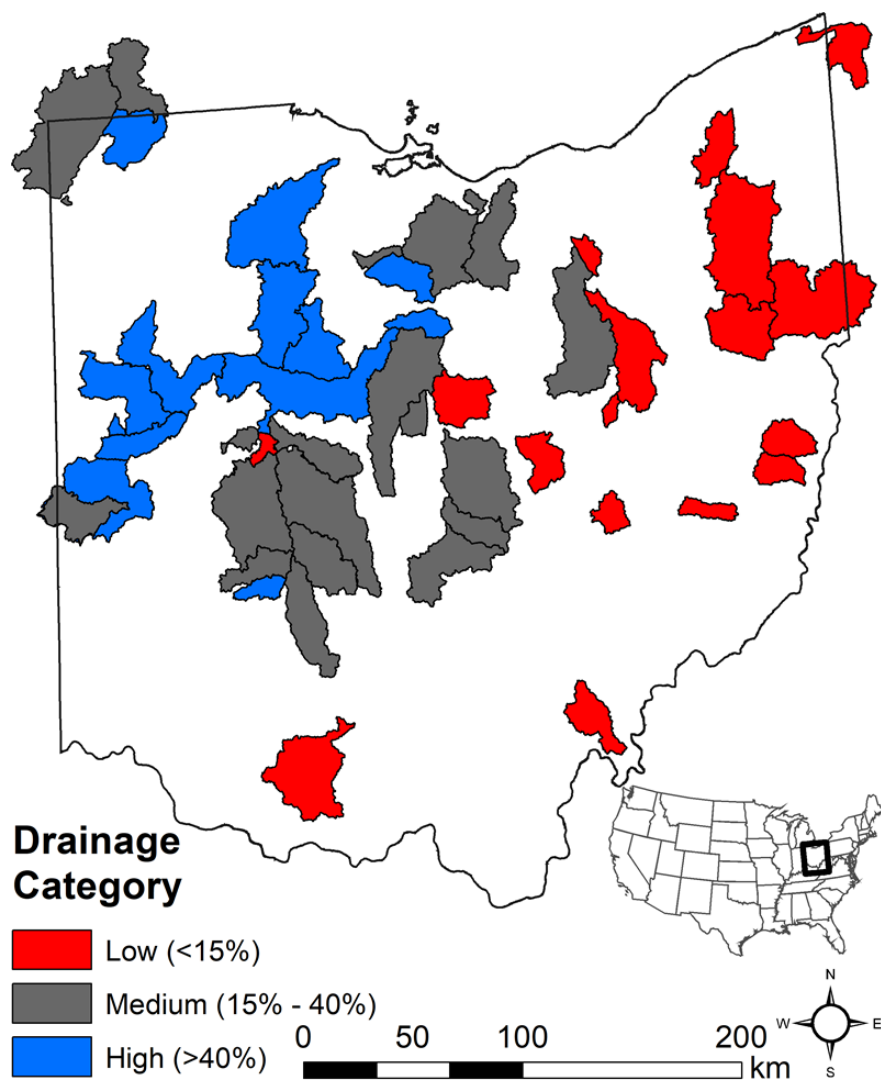 Drainage
Category
Low (<15%)
Medium (15% - 40%)
High (>40%)
N
W E
S
0 50 100 200
km